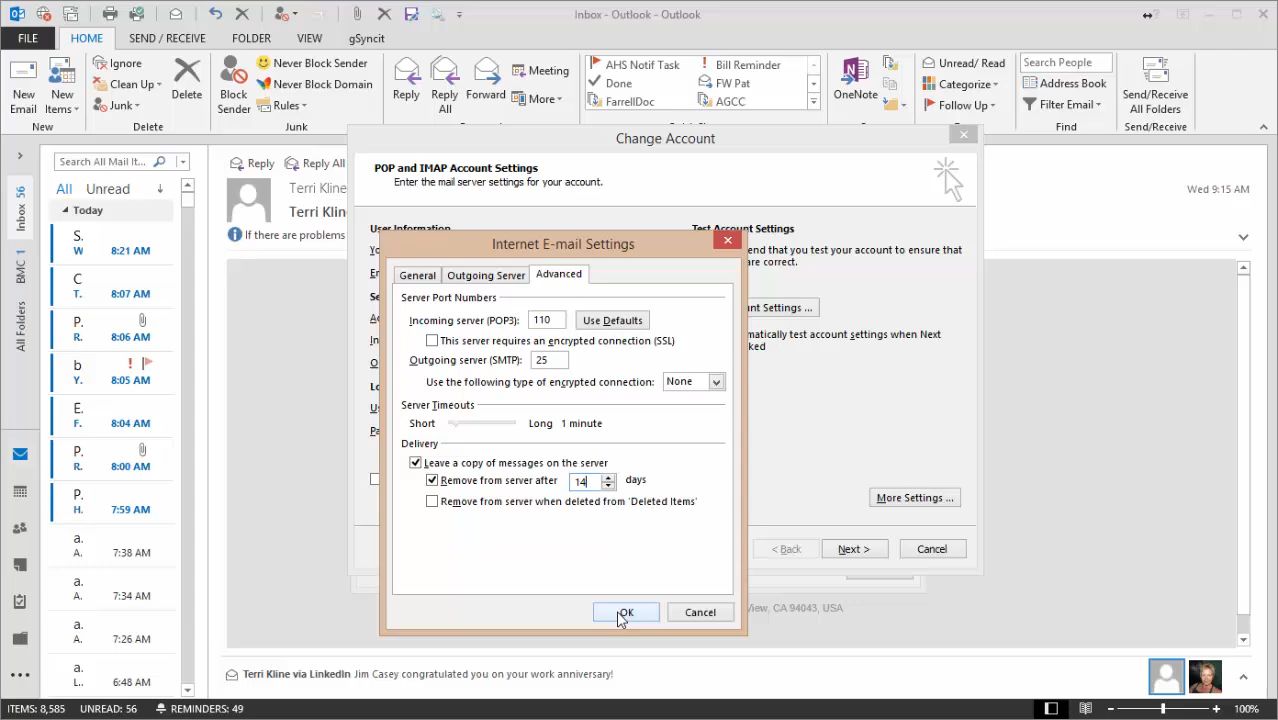 Inbox - Outlook - Outlook
FILE HOME SEND / RECEIVE FOLDER VIEW gSyncit
New Email
New Items
Ignore
Clean Up
Junk
Delete
Block Sender
Never Block Sender
Never Block Domain
Rules
Reply
Reply All
Forward
Meeting
More
AHS Notif Task
Done
FarrellDoc
Bill Reminder
FW Pat
AGCC
OneNote
Unread/ Read
Categorize
Follow Up
Search People
Address Book
Filter Email
Send/Receive All Folders
New Delete Junk Find Send/Receive
Search All Mail It...
All Unread
Today
S.
W 8:21 AM
C
T. 8:07 AM
P.
R. 8:06 AM
b
Y. 8:05 AM
E.
F. 8:04 AM
P.
R. 8:00 AM
P.
H. 7:59 AM
a.
A. 7:38 AM
a.
A. 7:34 AM
a.
A. 7:26 AM
a.
L.. 6:48 AM
Inbox 56
BMC 1
All Folders
Reply Reply All
Terri Kline
Wed 9:15 AM
Terri Kline
If there are problems
Change Account
POP and IMAP Account Settings
Enter the mail server settings for your account.
User Information
Test Account Settings
end that you test your account to ensure that
are correct.
unt Settings ...
matically test account settings when Next
ked
More Settings ...
< Back Next > Cancel
Internet E-mail Settings
General Outgoing Server Advanced
Server Port Numbers
Incoming server (POP3): 110 Use Defaults
This server requires an encrypted connection (SSL)
Outgoing server (SMTP): 25
Use the following type of encrypted connection: None
Server Timeouts
Short Long 1 minute
Delivery
Leave a copy of messages on the server
Remove from server after 14 days
Remove from server when deleted from 'Deleted Items'
OK Cancel
View, CA 94043, USA
Terri Kline via LinkedIn Jim Casey congratulated you on your work anniversary!
ITEMS: 8,585 UNREAD: 56 REMINDERS: 49 100%